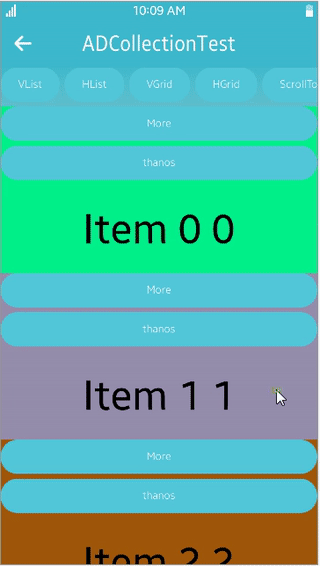 10:09 AM
ADCollectionTest
VList HList VGrid HGrid ScrollTo
More
thanos
Item 0 0
More
thanos
Item 1 1
More
thanos
Item 2 2